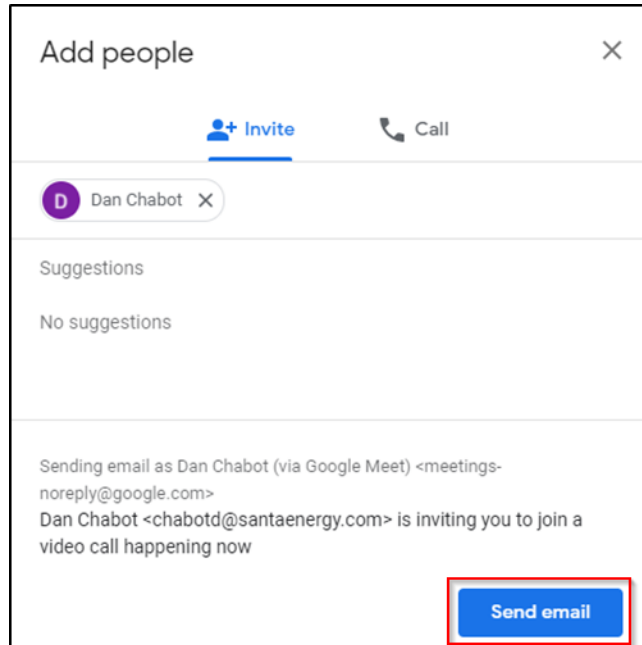 Add people
Invite
Call
D
Dan Chabot
Suggestions
No suggestions
Sending email as Dan Chabot (via Google Meet) <meetings-
noreply@google.com>
Dan Chabot <chabotd@santaenergy.com> is inviting you to join a
video call happening now
Send email